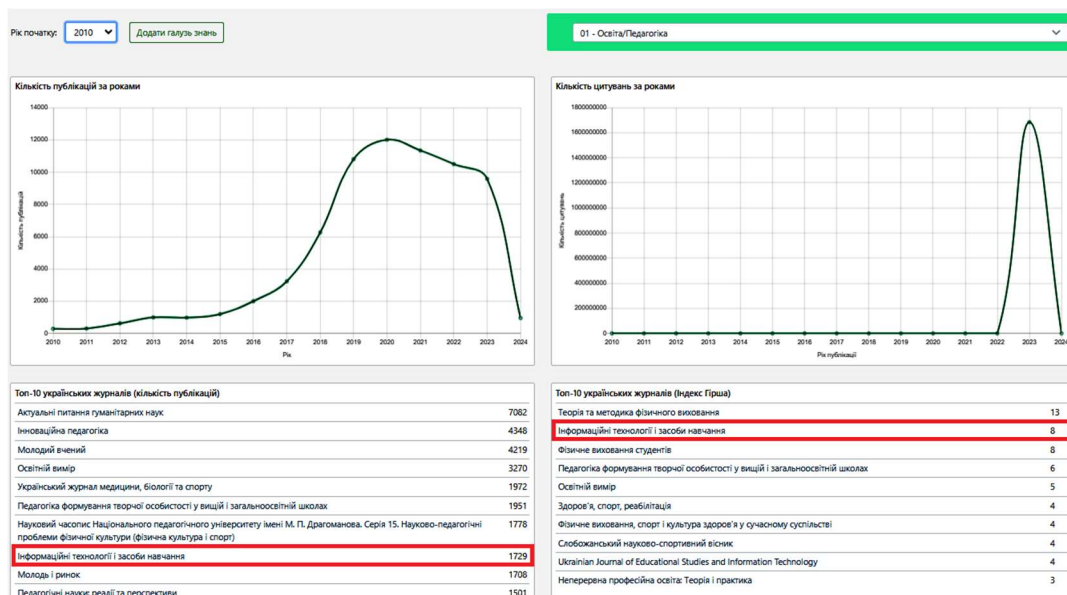 Рік початку: 2010 Додати галузь знань
01 - Освіта/Педагогіка
Кількість публікацій за роками
14000
12000
10000
8000
6000
4000
2000
0
Кількість публікацій
2010 2011 2012 2013 2014 2015 2016 2017 2018 2019 2020 2021 2022 2023 2024
Рік
Кількість цитувань за роками
1800000000
1600000000
1400000000
1200000000
1000000000
800000000
600000000
400000000
200000000
0
Кількість цитувань
2010 2011 2012 2013 2014 2015 2016 2017 2018 2019 2020 2021 2022 2023 2024
Рік публікації
Топ-10 українських журналів (кількість публікацій)
Актуальні питання гуманітарних наук 7082
Інноваційна педагогіка 4348
Молодий вчений 4219
Освітній вимір 3270
Український журнал медицини, біології та спорту 1972
Педагогіка формування творчої особистості у вищій і загальноосвітній школах 1951
Науковий часопис Національного педагогічного університету імені М. П. Драгоманова. Серія 15. Науково-педагогічні 1778
проблеми фізичної культури (фізична культура і спорт)
Інформаційні технології і засоби навчання 1729
Молодь і ринок 1708
Педагогічні науки: реалії та перспективи 1501
Топ-10 українських журналів (Індекс Гірша)
Теорія та методика фізичного виховання 13
Інформаційні технології і засоби навчання 8
Фізичне виховання студентів 8
Педагогіка формування творчої особистості у вищій і загальноосвітній школах 6
Освітній вимір 5
Здоров'я, спорт, реабілітація 4
Фізичне виховання, спорт і культура здоров'я у сучасному суспільстві 4
Слобожанський науково-спортивний вісник 4
Ukrainian Journal of Educational Studies and Information Technology 4
Неперервна професійна освіта: Теорія і практика 3